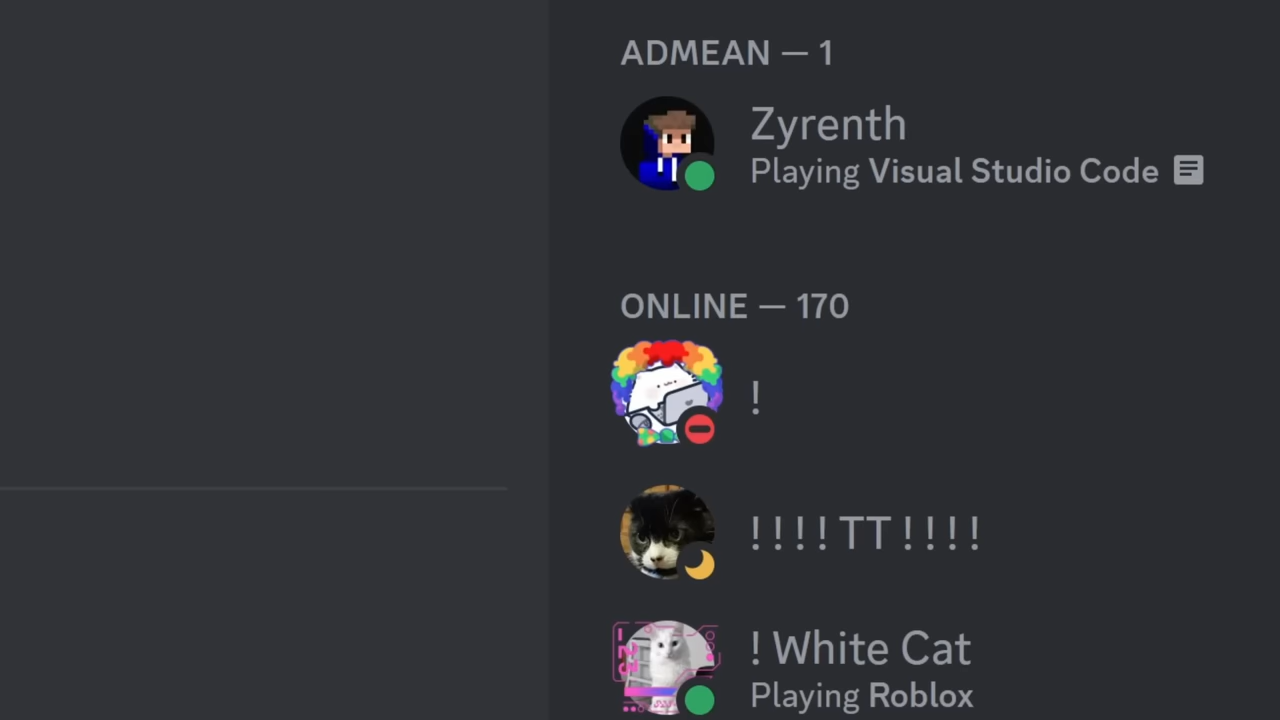 ADMEAN — 1
Zyrenth
Playing Visual Studio Code
ONLINE — 170
!
! ! ! ! TT ! ! ! !
! White Cat
Playing Roblox